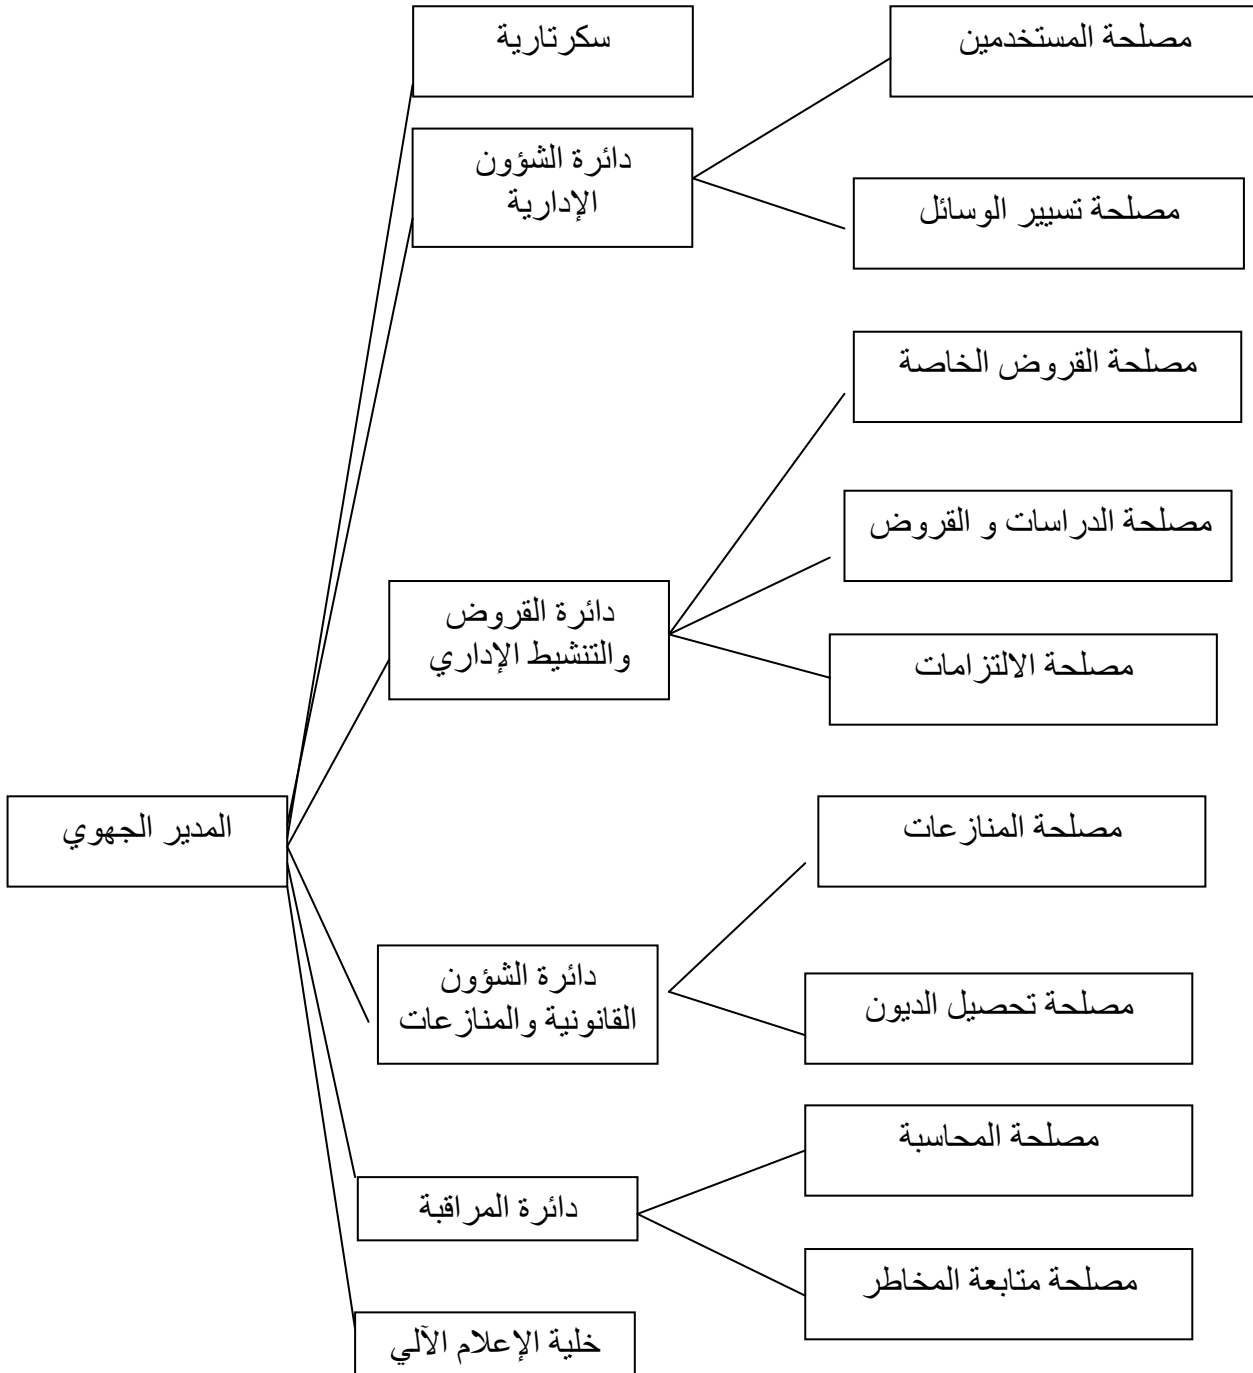 سكرتارية
مصلحة المستخدمين
دائرة الشؤون
الإدارية
مصلحة تسيير الوسائل
مصلحة القروض الخاصة
مصلحة الدراسات و القروض
دائرة القروض
والتنشيط الإداري
مصلحة الالتزامات
المدير الجهوي
مصلحة المنازعات
دائرة الشؤون
القانونية والمنازعات
مصلحة تحصيل الديون
مصلحة المحاسبة
دائرة المراقبة
مصلحة متابعة المخاطر
خلية الإعلام الآلي